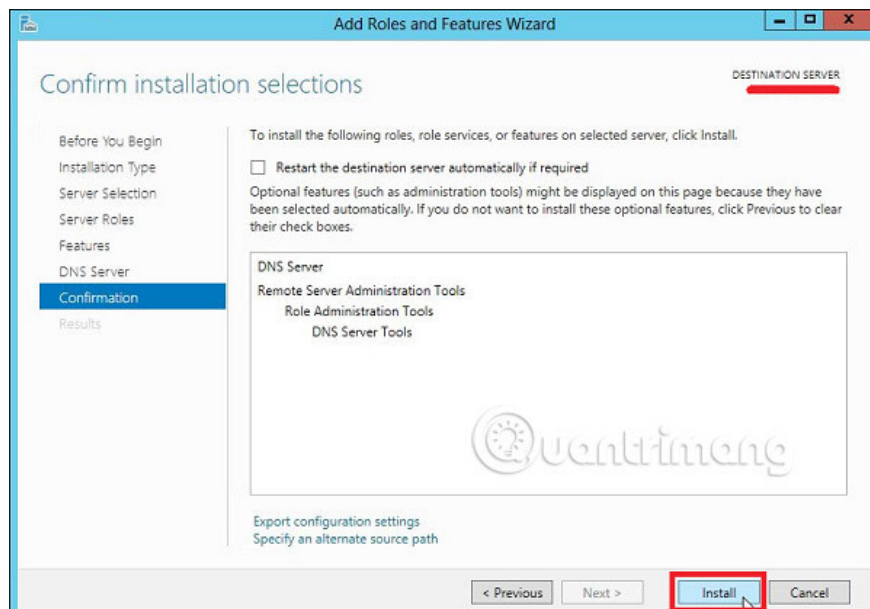 Add Roles and Features Wizard
Confirm installation selections
DESTINATION SERVER
Before You Begin
Installation Type
Server Selection
Server Roles
Features
DNS Server
Confirmation
Results
To install the following roles, role services, or features on selected server, click Install.
Restart the destination server automatically if required
Optional features (such as administration tools) might be displayed on this page because they have
been selected automatically. If you do not want to install these optional features, click Previous to clear
their check boxes.
DNS Server
Remote Server Administration Tools
Role Administration Tools
DNS Server Tools
Quantrimang
Export configuration settings
Specify an alternate source path
< Previous
Next >
Install
Cancel